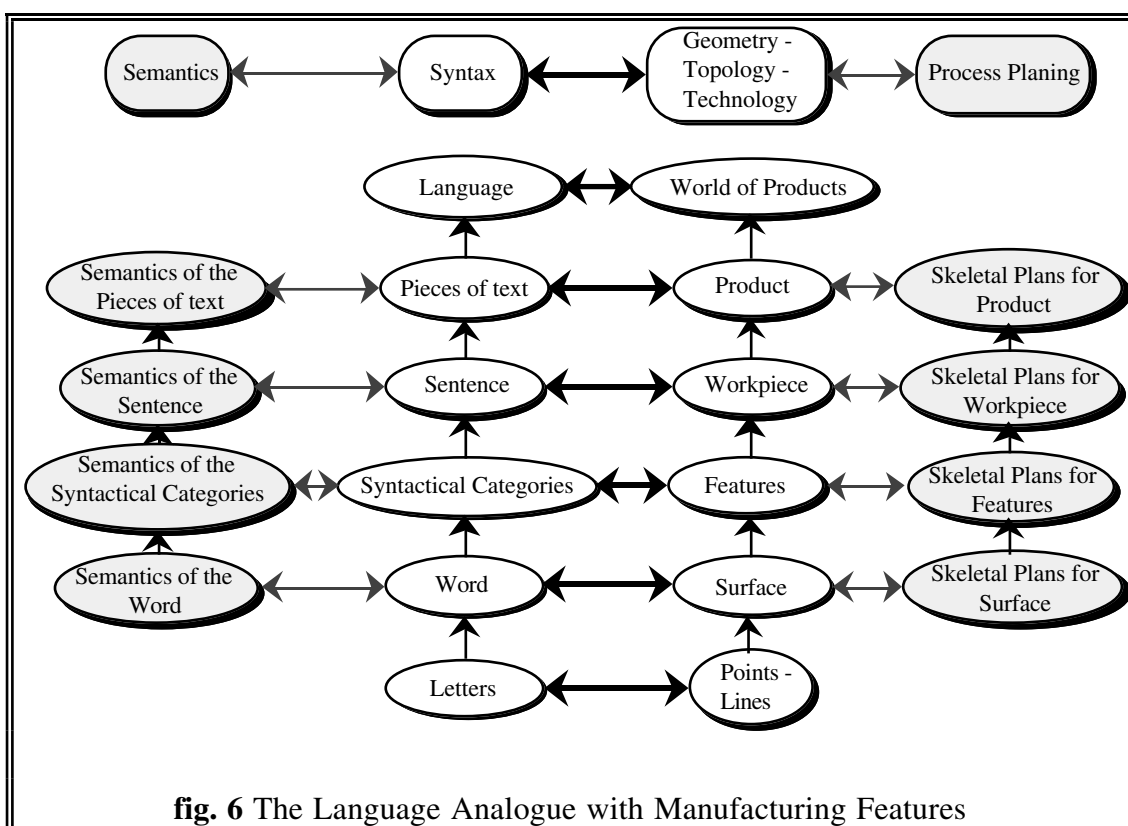 Semantics
Syntax
Geometry -
Topology -
Technology
Process Planing
Language
World of Products
Semantics of the
Pieces of text
Pieces of text
Product
Skeletal Plans for
Product
Semantics of the
Sentence
Sentence
Workpiece
Skeletal Plans for
Workpiece
Semantics of the
Syntactical Categories
Syntactical Categories
Features
Skeletal Plans for
Features
Semantics of the
Word
Word
Surface
Skeletal Plans for
Surface
Letters
Points -
Lines
fig. 6 The Language Analogue with Manufacturing Features